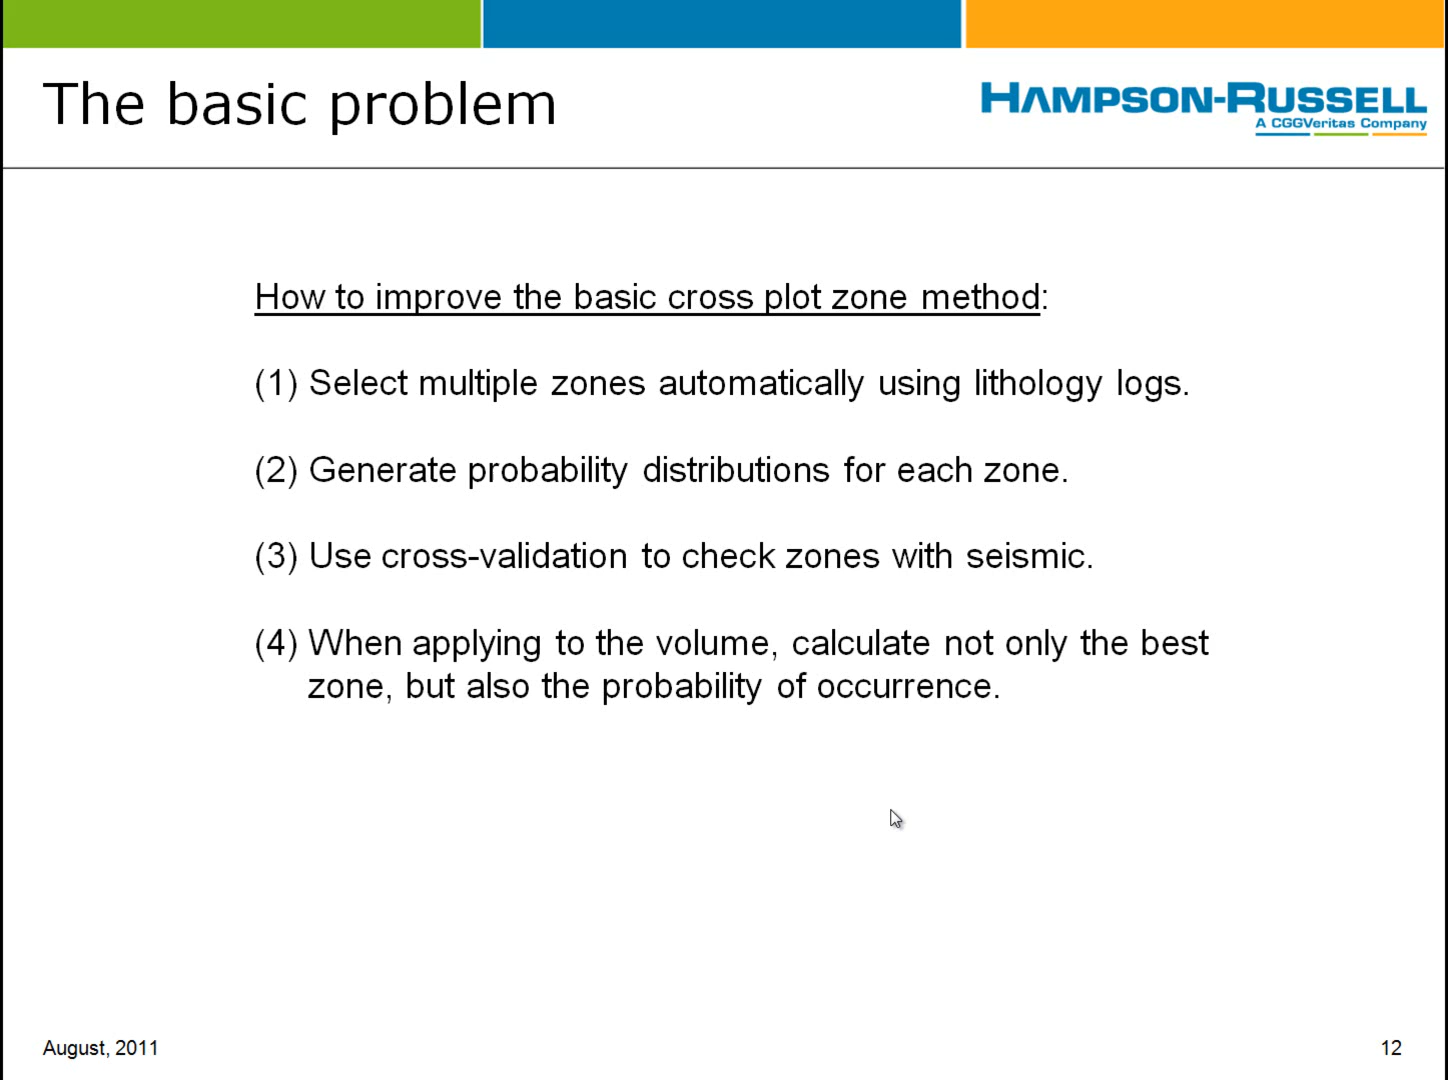 The basic problem
HAMPSON-RUSSELL
A CGGVeritas Company
How to improve the basic cross plot zone method:
(1) Select multiple zones automatically using lithology logs.
(2) Generate probability distributions for each zone.
(3) Use cross-validation to check zones with seismic.
(4) When applying to the volume, calculate not only the best
zone, but also the probability of occurrence.
August, 2011
12